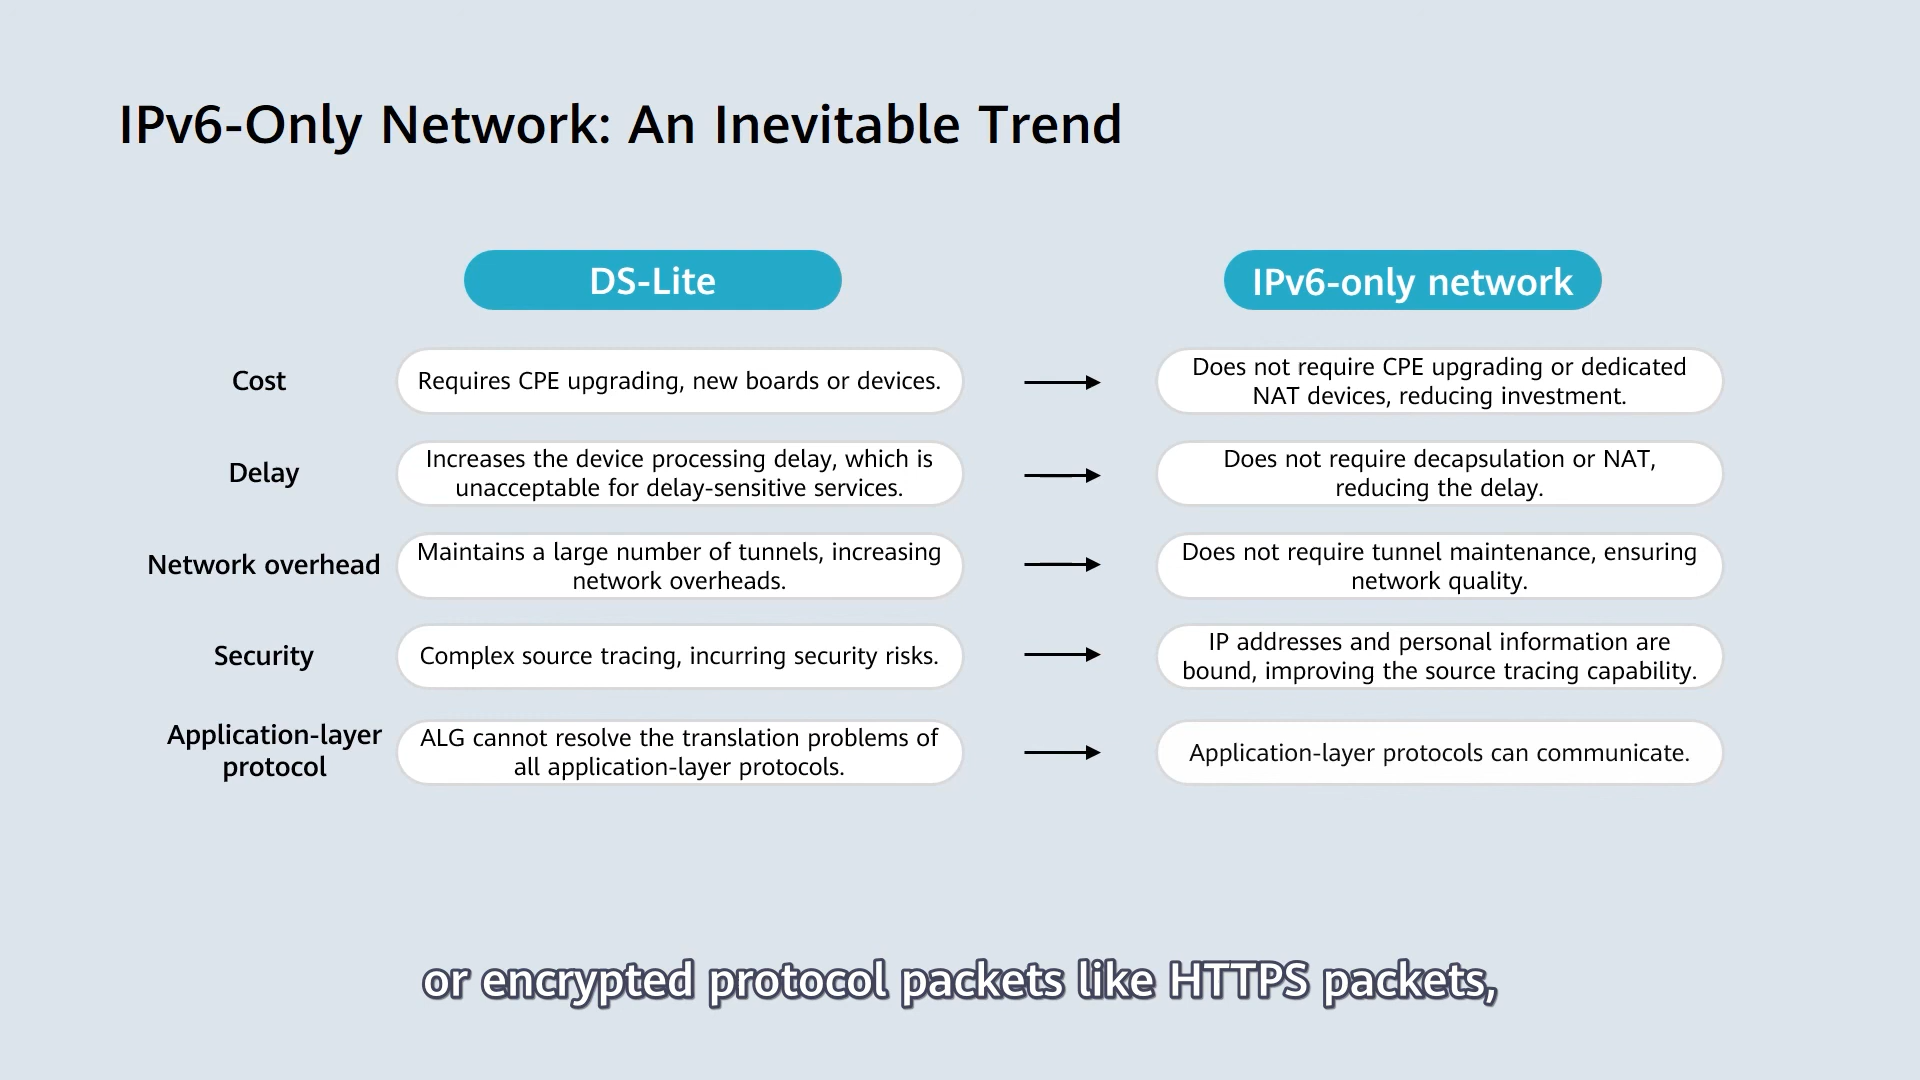 IPv6-Only Network: An Inevitable Trend
DS-Lite
IPv6-only network
Cost
Requires CPE upgrading, new boards or devices.
Does not require CPE upgrading or dedicated
NAT devices, reducing investment.
Delay
Increases the device processing delay, which is
unacceptable for delay-sensitive services.
Does not require decapsulation or NAT,
reducing the delay.
Network overhead
Maintains a large number of tunnels, increasing
network overheads.
Does not require tunnel maintenance, ensuring
network quality.
Security
Complex source tracing, incurring security risks.
IP addresses and personal information are
bound, improving the source tracing capability.
Application-layer
protocol
ALG cannot resolve the translation problems of
all application-layer protocols.
Application-layer protocols can communicate.
or encrypted protocol packets like HTTPS packets,